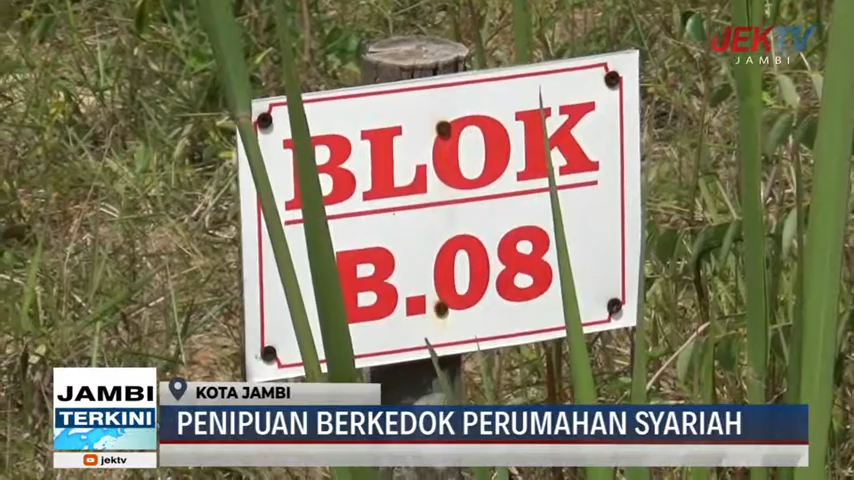 JEKTV
JAMBI
BLOK
B.08
KOTA JAMBI
JAMBI
TERKINI
PENIPUAN BERKEDOK PERUMAHAN SYARIAH
jektv